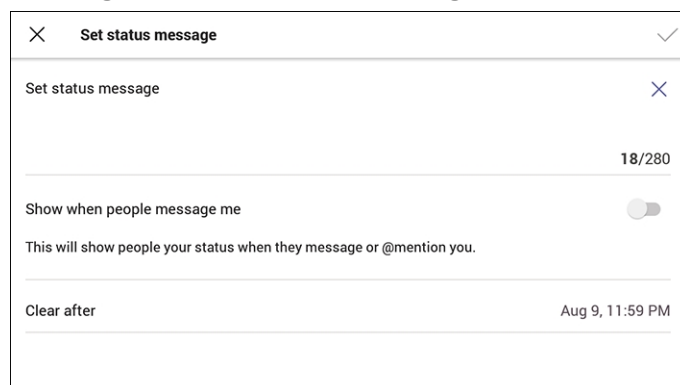 Set status message
Set status message
18/280
Show when people message me
This will show people your status when they message or @mention you.
Clear after Aug 9, 11:59 PM